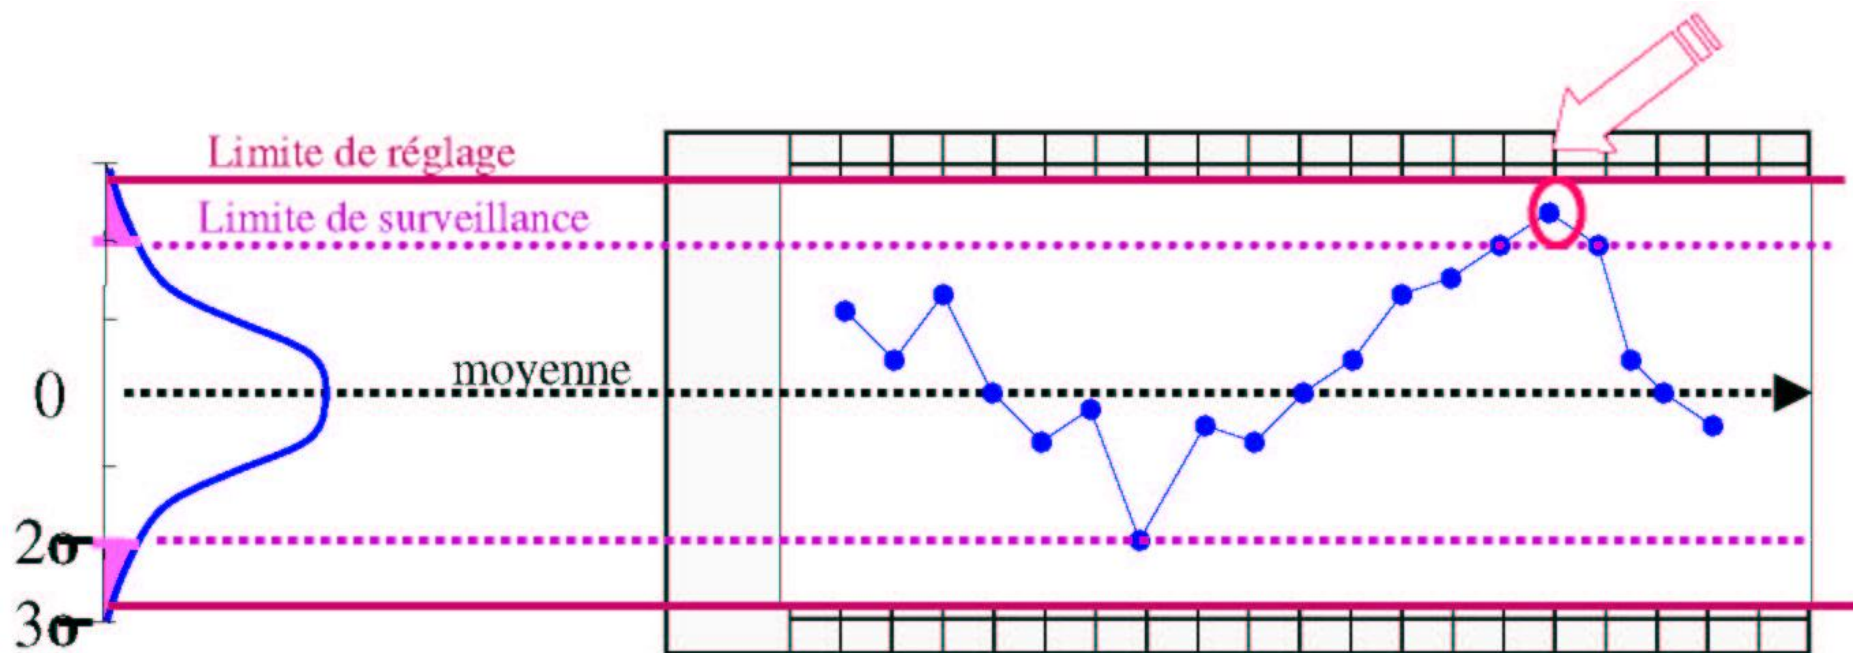 Limite de réglage
Limite de surveillance
moyenne
0
2σ
3σ